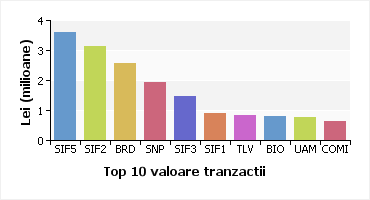 Lei (milioane)
4
3
2
1
0
SIF5 SIF2 BRD SNP SIF3 SIF1 TLV BIO UAM COMI
Top 10 valoare tranzactii